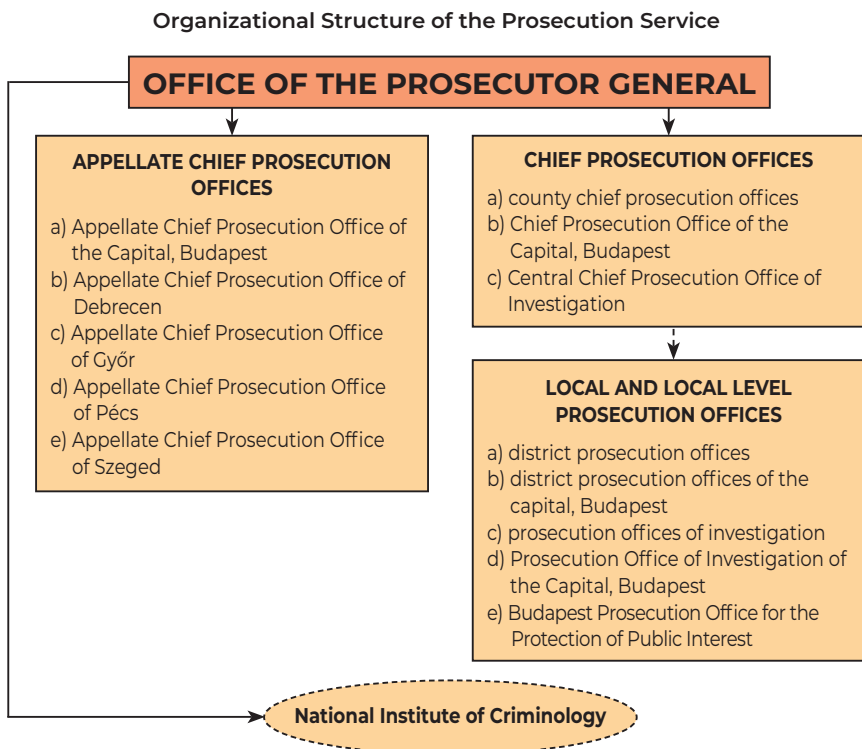 Organizational Structure of the Prosecution Service
OFFICE OF THE PROSECUTOR GENERAL
APPELLATE CHIEF PROSECUTION
OFFICES
a) Appellate Chief Prosecution Office of
the Capital, Budapest
b) Appellate Chief Prosecution Office of
Debrecen
c) Appellate Chief Prosecution Office
of Győr
d) Appellate Chief Prosecution Office
of Pécs
e) Appellate Chief Prosecution Office
of Szeged
CHIEF PROSECUTION OFFICES
a) county chief prosecution offices
b) Chief Prosecution Office of the
Capital, Budapest
c) Central Chief Prosecution Office of
Investigation
LOCAL AND LOCAL LEVEL
PROSECUTION OFFICES
a) district prosecution offices
b) district prosecution offices of the
capital, Budapest
c) prosecution offices of investigation
d) Prosecution Office of Investigation of
the Capital, Budapest
e) Budapest Prosecution Office for the
Protection of Public Interest
National Institute of Criminology